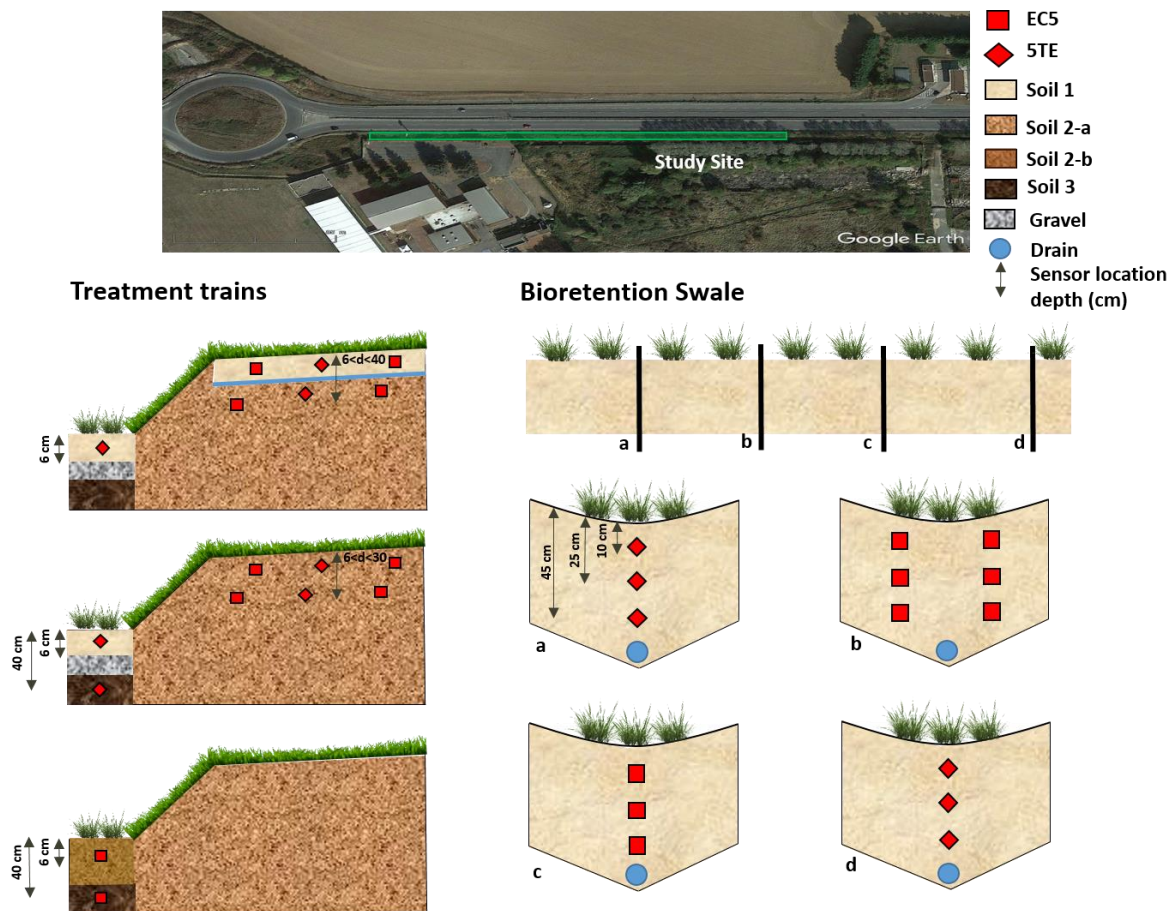 EC5
5TE
Soil 1
Soil 2-a
Soil 2-b
Soil 3
Gravel
Drain
Sensor location
depth (cm)
Study Site
Google Earth
Treatment trains
Bioretention Swale
6<d<40
6 cm
6<d<30
6 cm
40 cm
6 cm
40 cm
a
b
c
d
45 cm
25 cm
10 cm
a
b
c
d